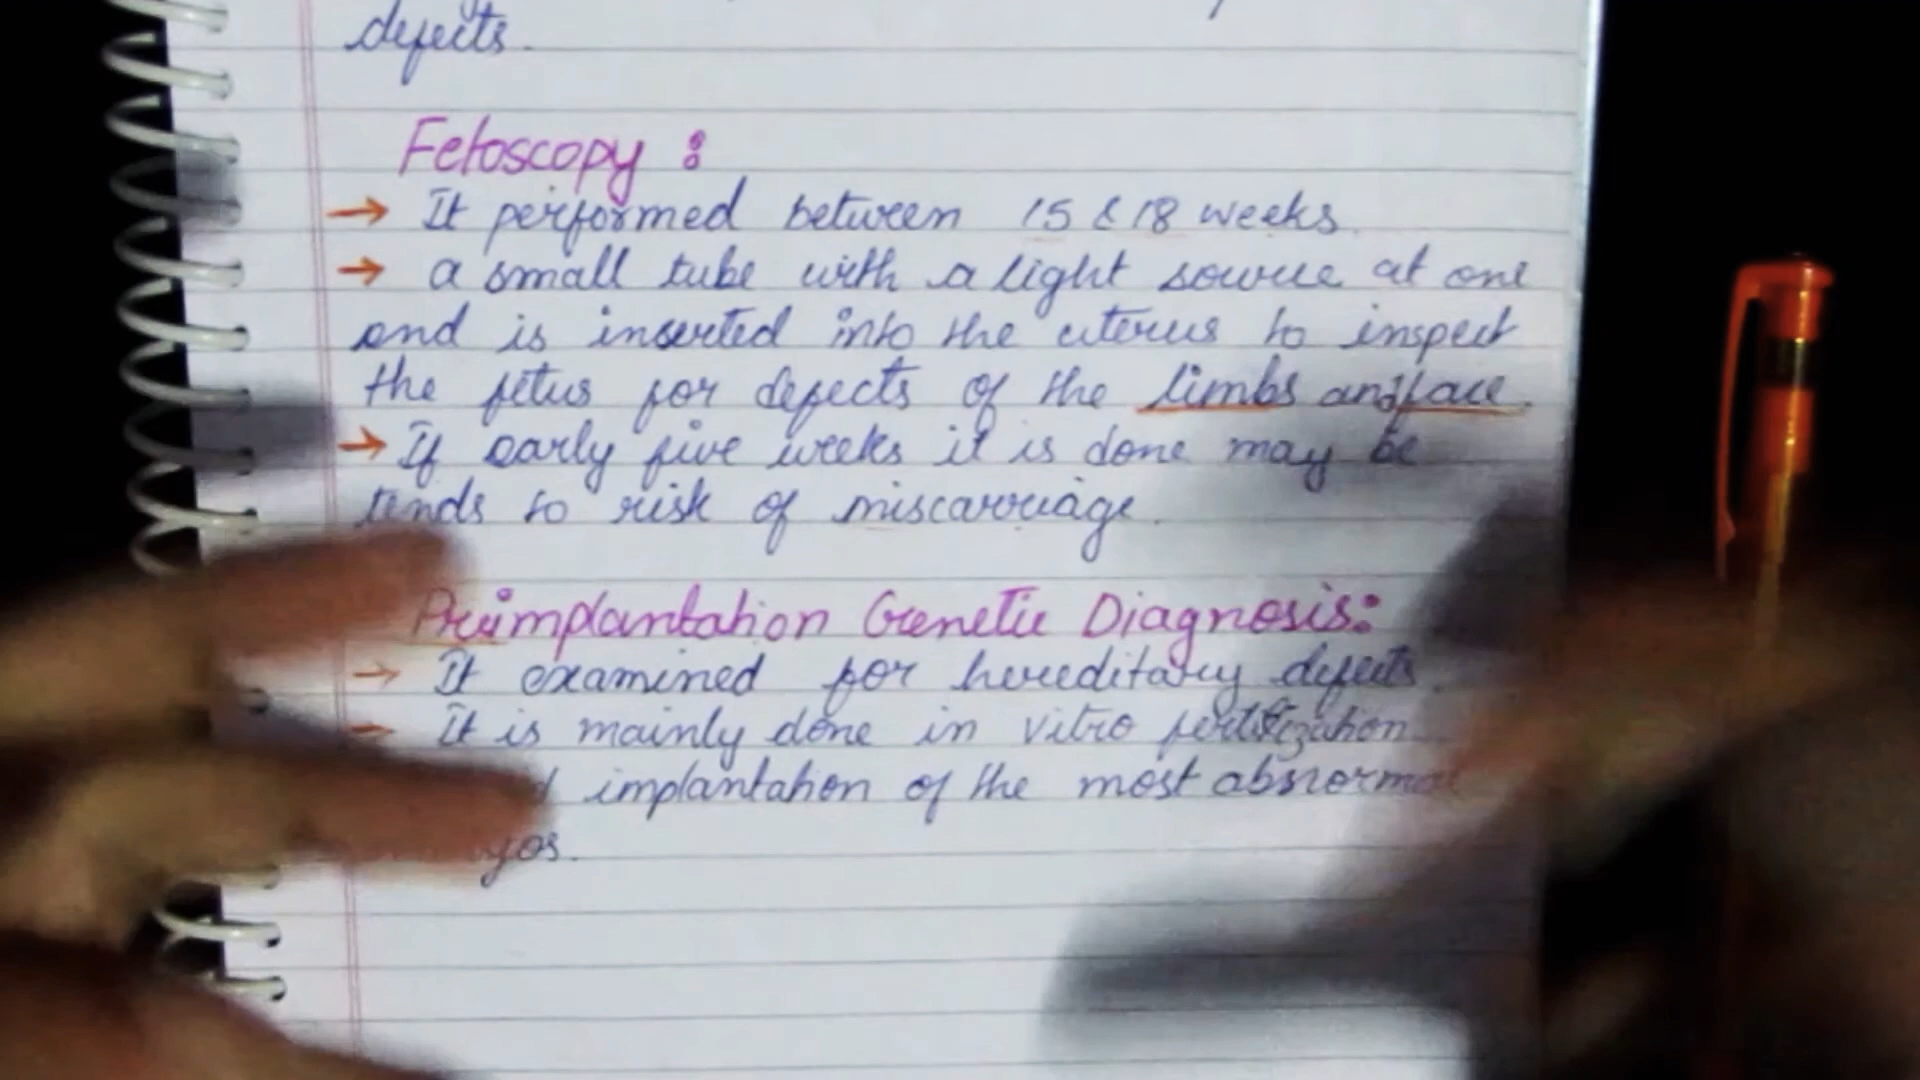 defects.
Fetoscopy :
→ It performed between 15 & 18 weeks.
→ a small tube with a light source at one
end is inserted into the uterus to inspect
the fetus for defects of the limbs and face.
→ If early five weeks it is done may be
tends to risk of miscarriage.
Preimplantation Genetic Diagnosis:
→ It examined for hereditary defects.
→ It is mainly done in vitro fertilization
implantation of the most abnormal